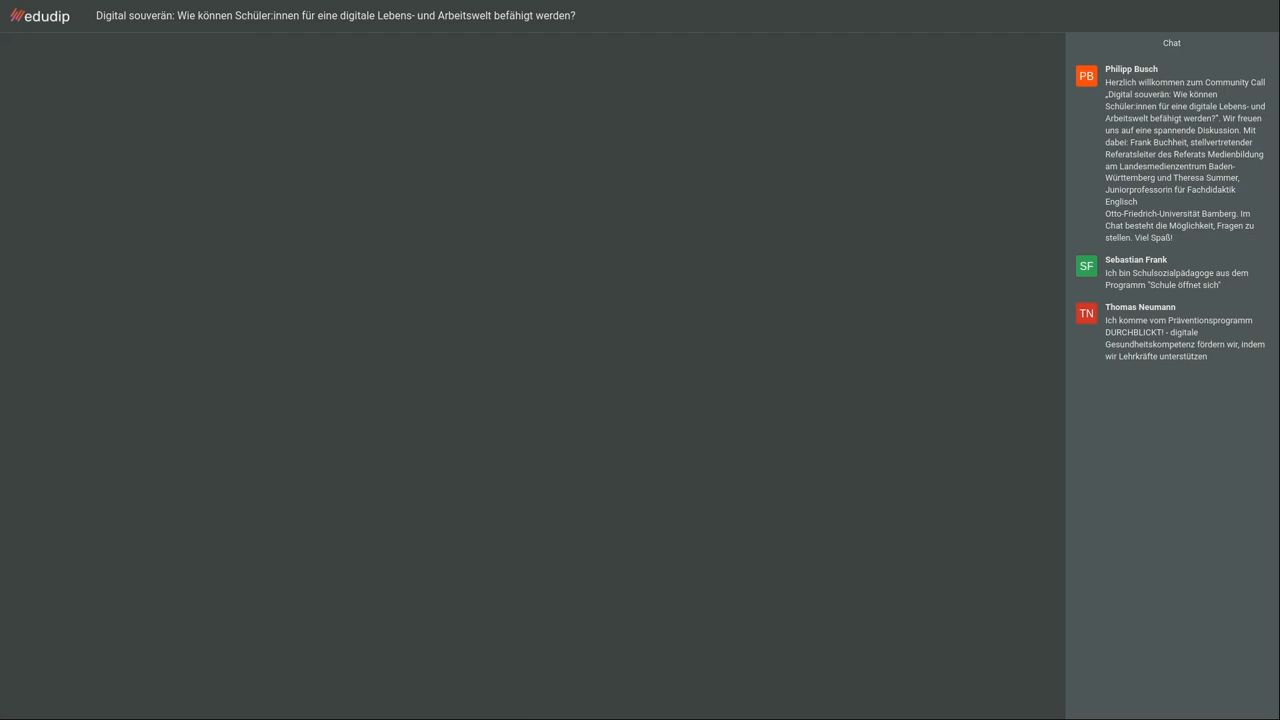 edudip
Digital souverän: Wie können Schüler:innen für eine digitale Lebens- und Arbeitswelt befähigt werden?
Chat
PB
Philipp Busch
Herzlich willkommen zum Community Call
„Digital souverän: Wie können
Schüler:innen für eine digitale Lebens- und
Arbeitswelt befähigt werden?“. Wir freuen
uns auf eine spannende Diskussion. Mit
dabei: Frank Buchheit, stellvertretender
Referatsleiter des Referats Medienbildung
am Landesmedienzentrum Baden-
Württemberg und Theresa Summer,
Juniorprofessorin für Fachdidaktik
Englisch
Otto-Friedrich-Universität Bamberg. Im
Chat besteht die Möglichkeit, Fragen zu
stellen. Viel Spaß!
SF
Sebastian Frank
Ich bin Schulsozialpädagoge aus dem
Programm "Schule öffnet sich"
TN
Thomas Neumann
Ich komme vom Präventionsprogramm
DURCHBLICKT! - digitale
Gesundheitskompetenz fördern wir, indem
wir Lehrkräfte unterstützen